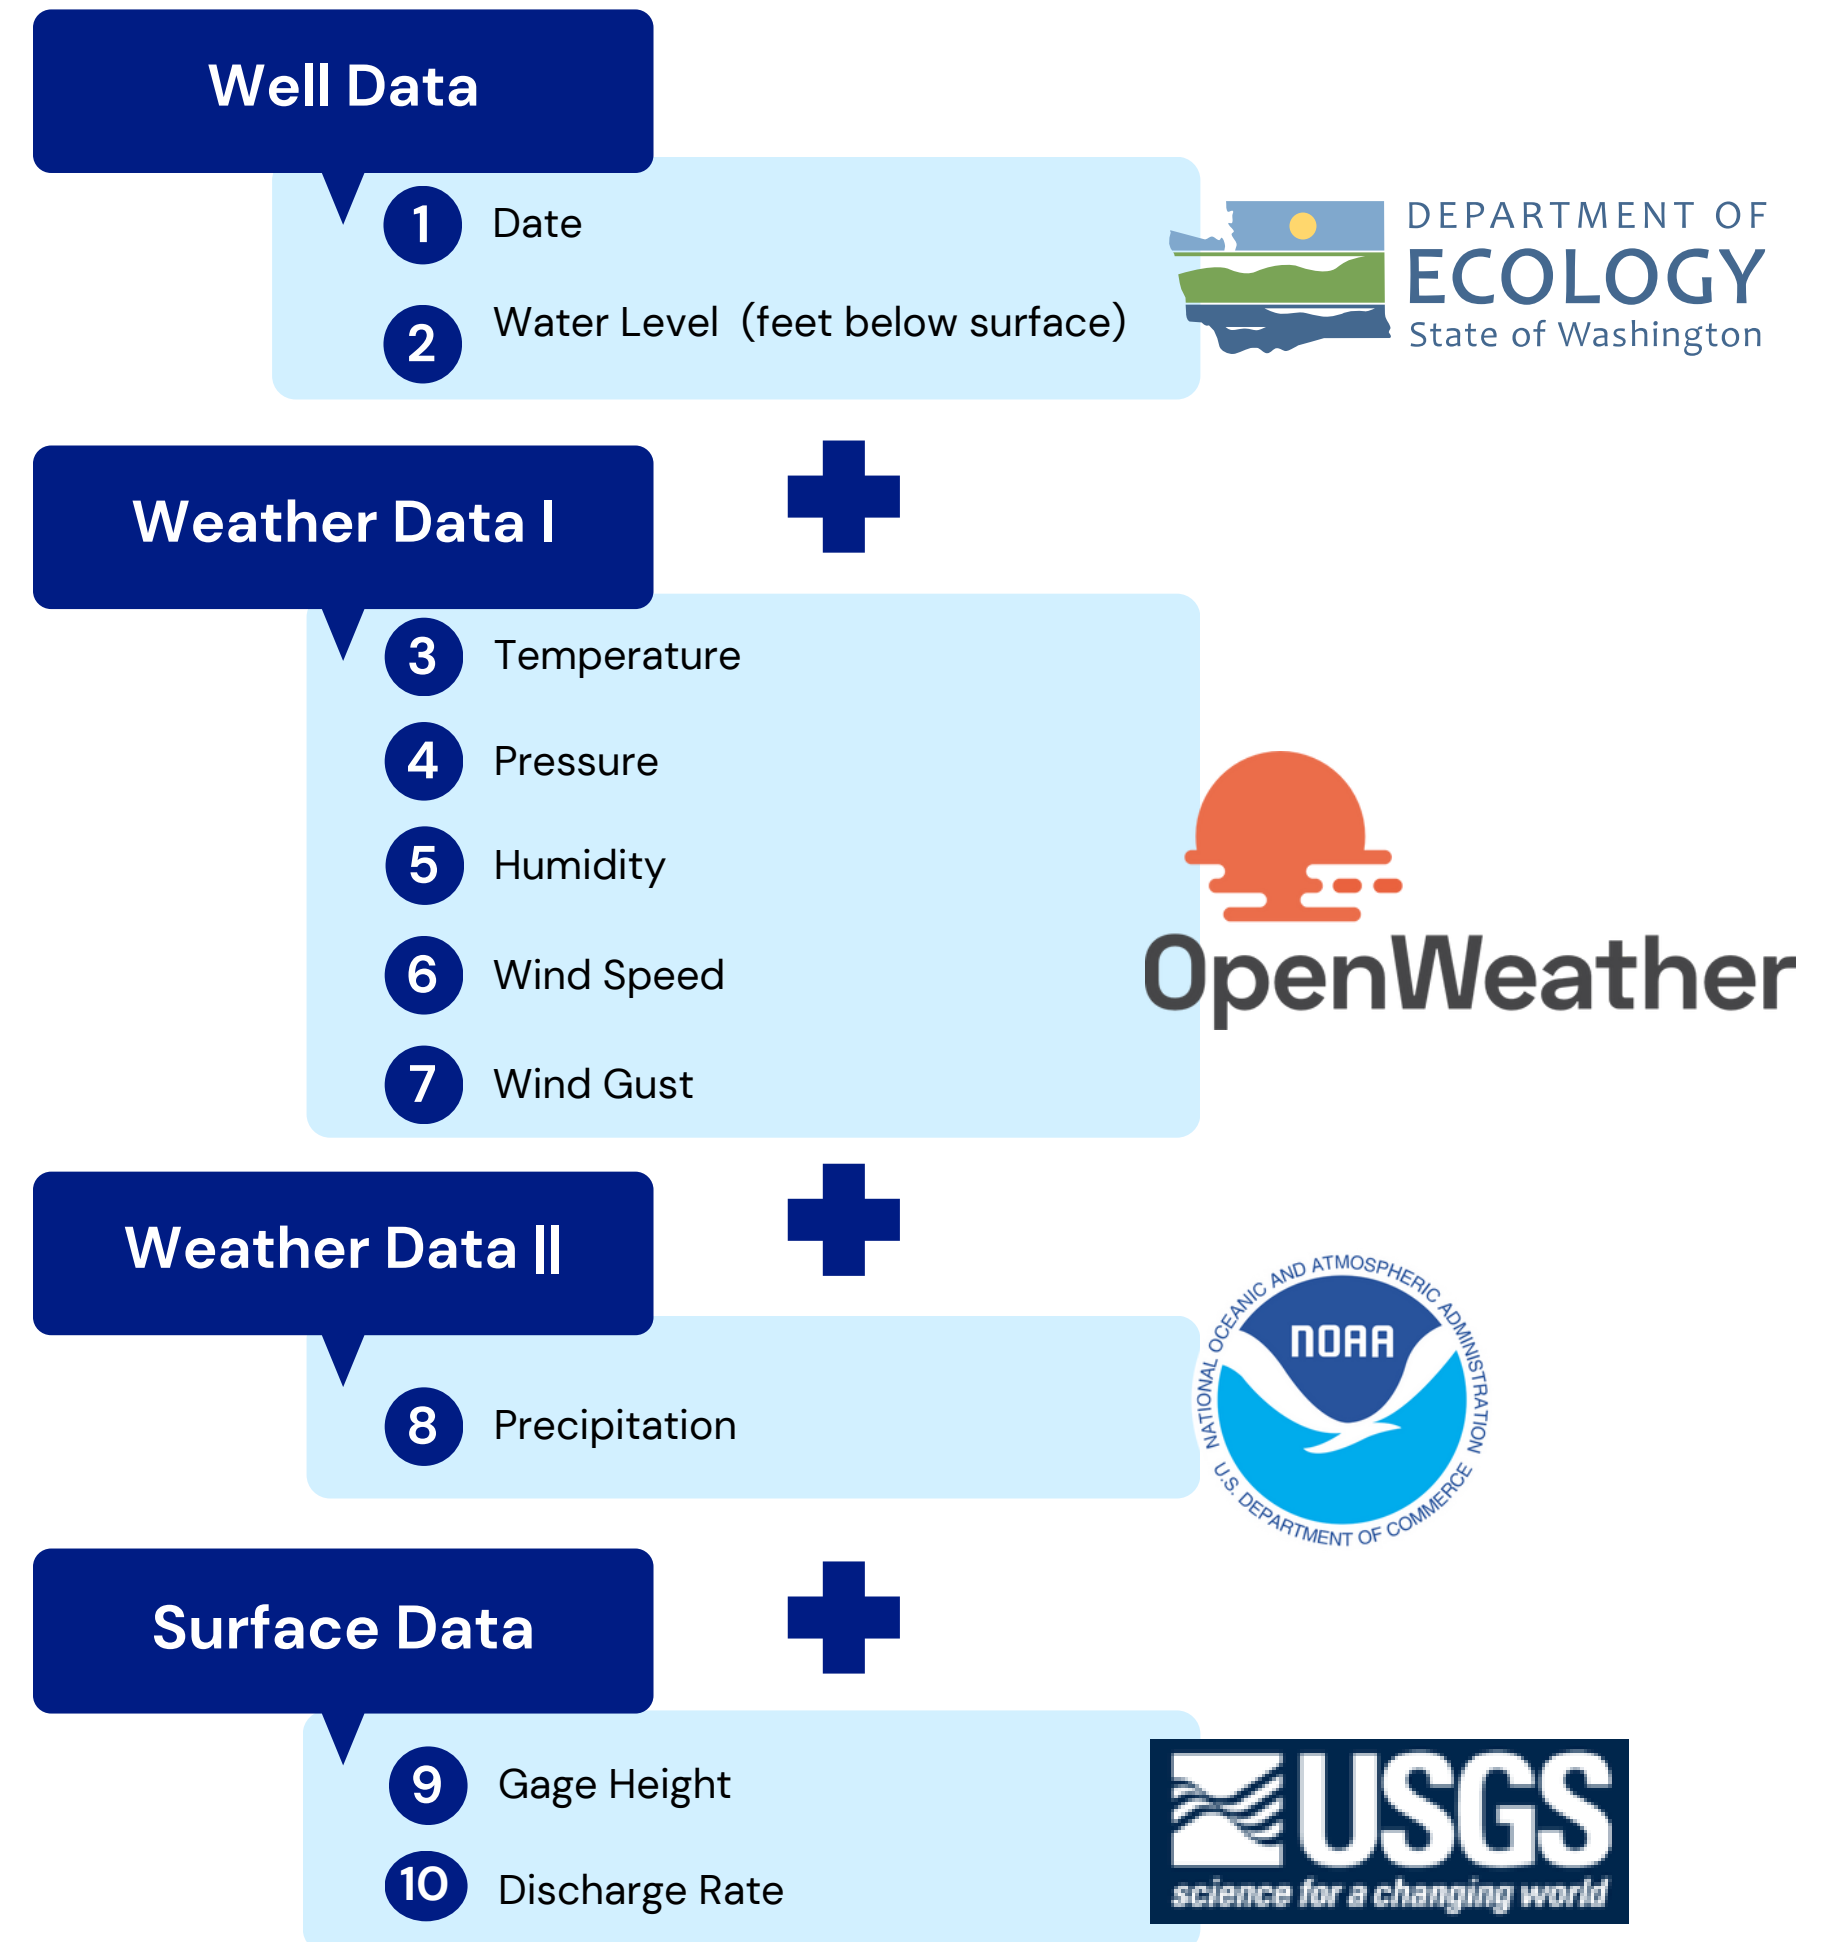 Well Data
1 Date
2 Water Level (feet below surface)
DEPARTMENT OF
ECOLOGY
State of Washington
Weather Data I
3 Temperature
4 Pressure
5 Humidity
6 Wind Speed
7 Wind Gust
OpenWeather
Weather Data II
8 Precipitation
NATIONAL OCEANIC AND ATMOSPHERIC ADMINISTRATION
NOAA
U.S. DEPARTMENT OF COMMERCE
Surface Data
9 Gage Height
10 Discharge Rate
USGS
science for a changing world